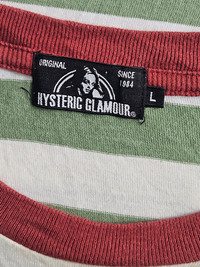 ORIGINAL SINCE
1984
HYSTERIC GLAMOUR®
L